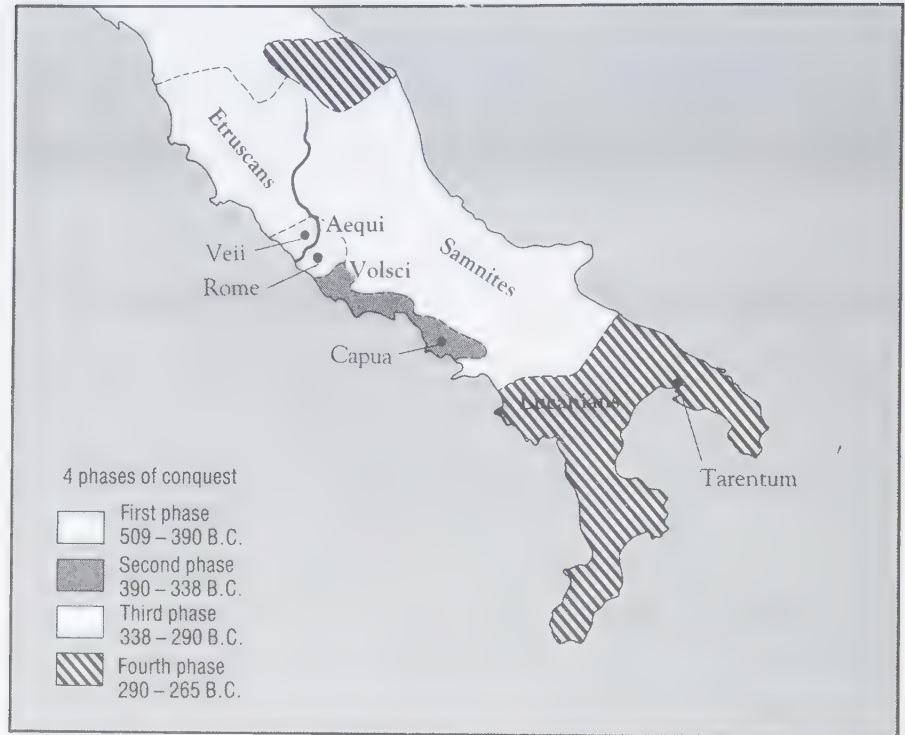 Etruscans
Aequi
Veii
Samnites
Rome
Volsci
Capua
Lucanians
Tarentum
4 phases of conquest
First phase
509 – 390 B.C.
Second phase
390 – 338 B.C.
Third phase
338 – 290 B.C.
Fourth phase
290 – 265 B.C.